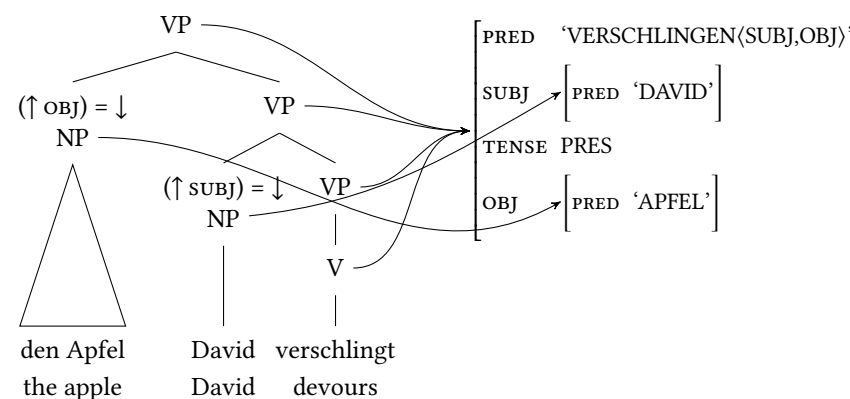 VP
PRED ‘VERSCHLINGEN⟨SUBJ,OBJ⟩’
(↑ OBJ) = ↓
VP
SUBJ [PRED ‘DAVID’]
NP
TENSE PRES
(↑ SUBJ) = ↓
VP
NP
OBJ [PRED ‘APFEL’]
V
den Apfel David verschlingt
the apple David devours